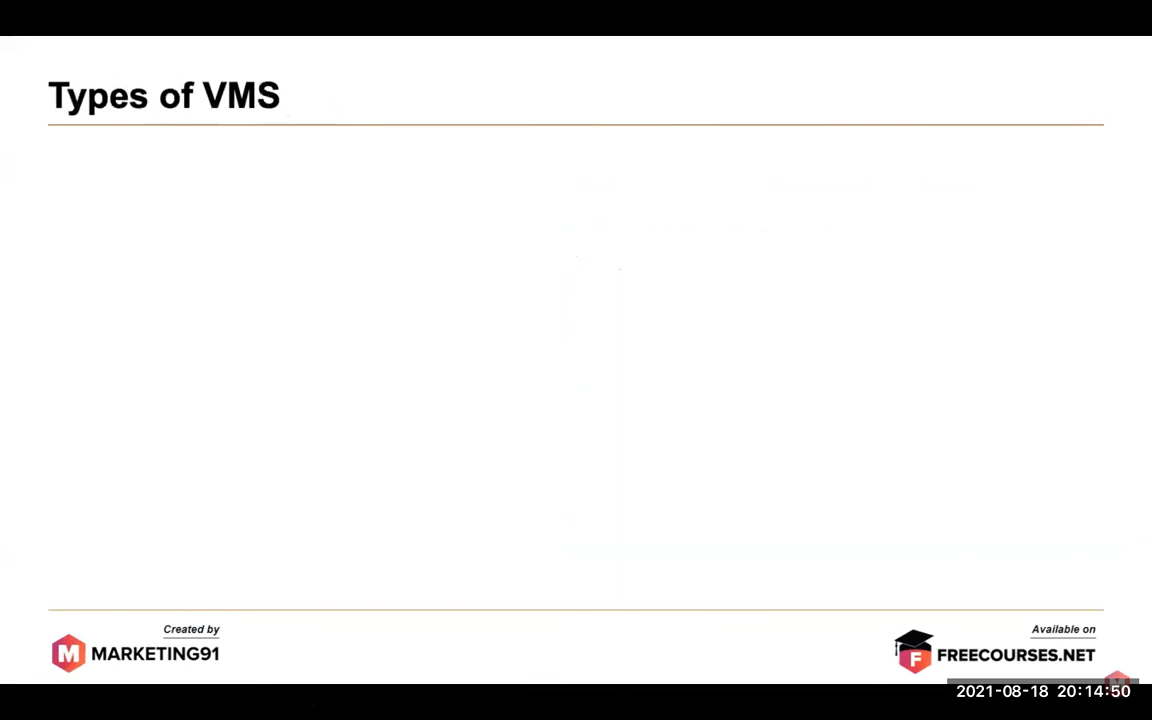 Types of VMS
Created by
M MARKETING91
Available on
F FREECOURSES.NET
2021-08-18 20:14:50